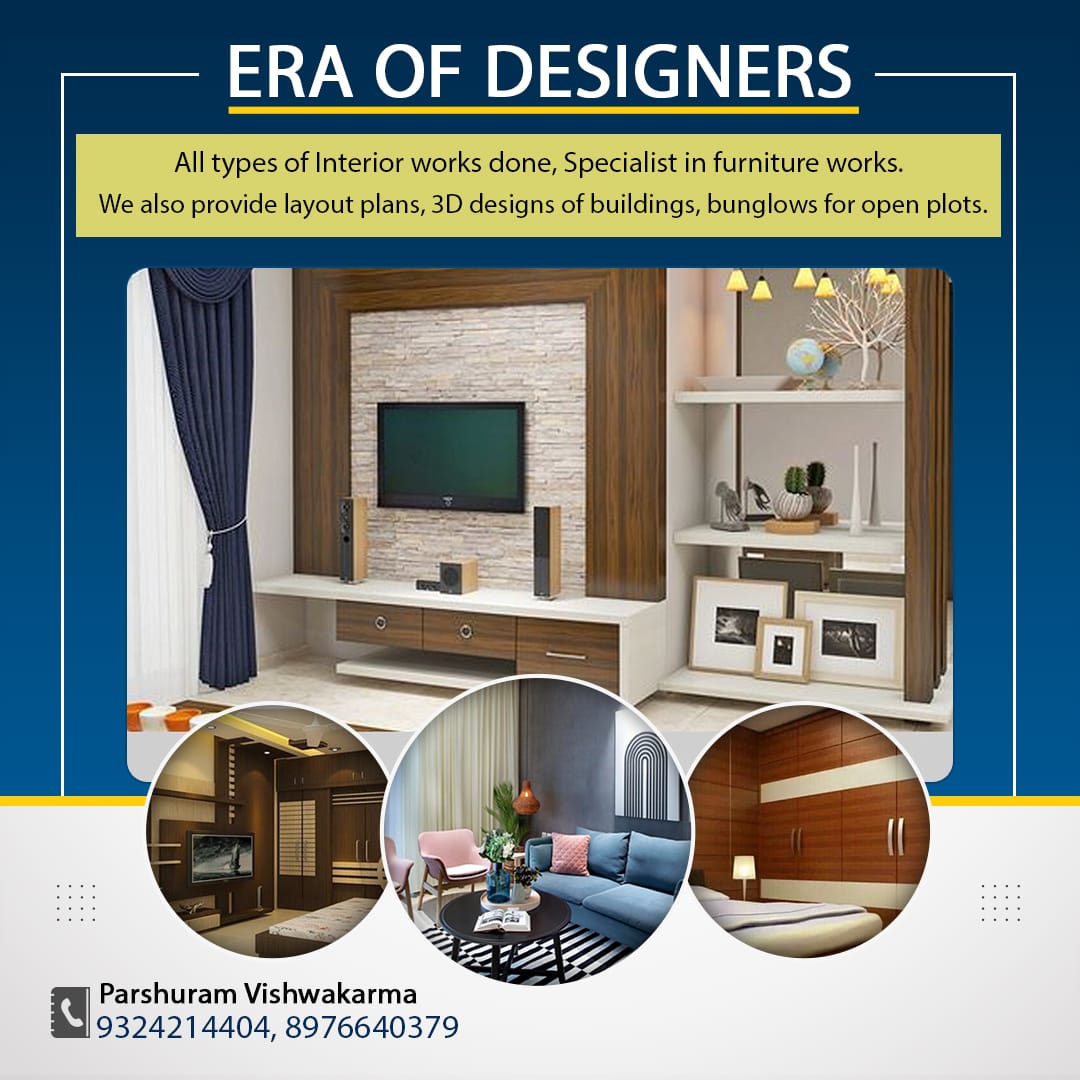 ERA OF DESIGNERS
All types of Interior works done, Specialist in furniture works.
We also provide layout plans, 3D designs of buildings, bunglows for open plots.
Parshuram Vishwakarma
9324214404, 8976640379